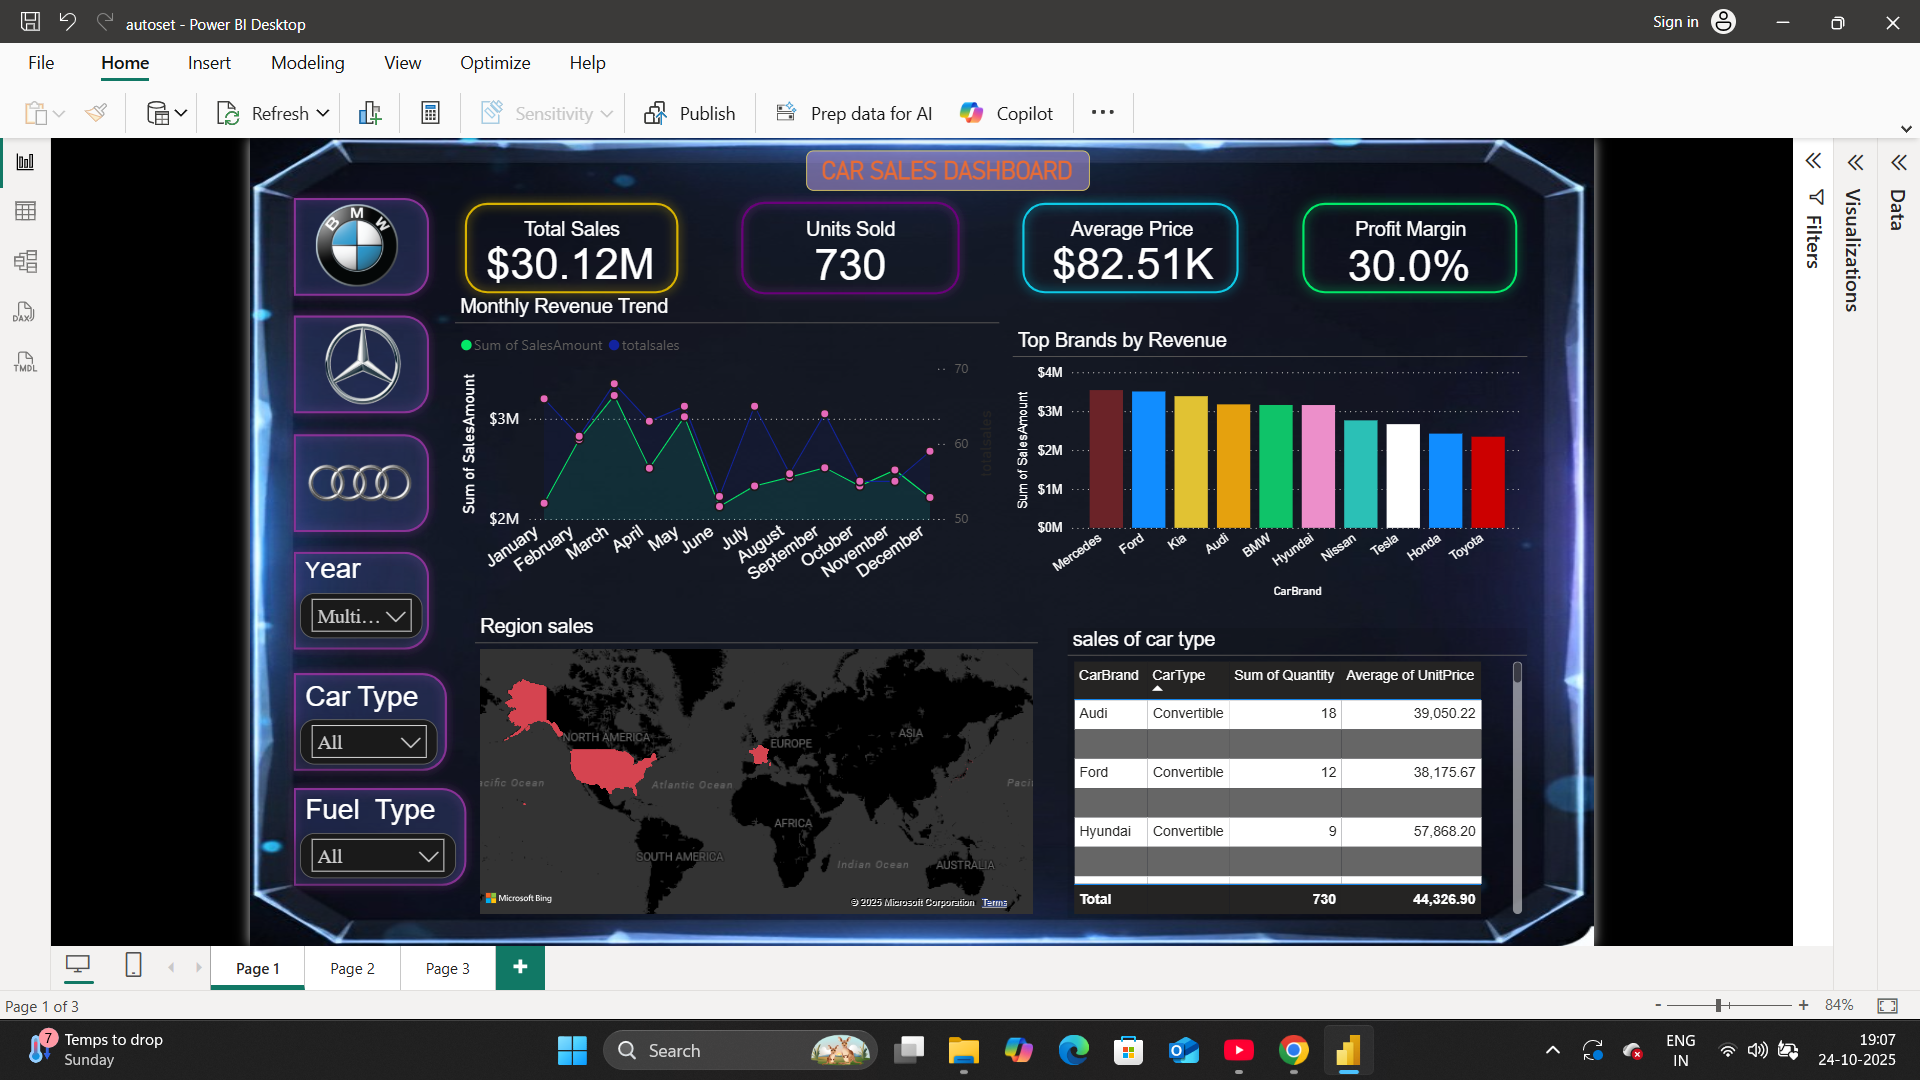 autoset - Power BI Desktop
Sign in
File Home Insert Modeling View Optimize Help
Refresh
Sensitivity
Publish
Prep data for AI
Copilot
CAR SALES DASHBOARD
BMW
Total Sales
$30.12M
Units Sold
730
Average Price
$82.51K
Profit Margin
30.0%
Monthly Revenue Trend
Sum of SalesAmount totalsales
Sum of SalesAmount
$3M
$2M
70
60
50
totalsales
January
February
March
April
May
June
July
August
September
October
November
December
Top Brands by Revenue
Sum of SalesAmount
$4M
$3M
$2M
$1M
$0M
Mercedes
Ford
Kia
Audi
BMW
Hyundai
Nissan
Tesla
Honda
Toyota
CarBrand
Year
Multi...
Car Type
All
Fuel Type
All
Region sales
NORTH AMERICA
EUROPE
ASIA
acific Ocean
Atlantic Ocean
Paci
AFRICA
SOUTH AMERICA
Indian Ocean
AUSTRALIA
Microsoft Bing
© 2025 Microsoft Corporation Terms
sales of car type
CarBrand CarType Sum of Quantity Average of UnitPrice
Audi Convertible 18 39,050.22
Ford Convertible 12 38,175.67
Hyundai Convertible 9 57,868.20
Total 730 44,326.90
Filters
Visualizations
Data
DAX
TMDL
Page 1 Page 2 Page 3
Page 1 of 3
- + 84%
7
Temps to drop
Sunday
Search
ENG
IN
19:07
24-10-2025